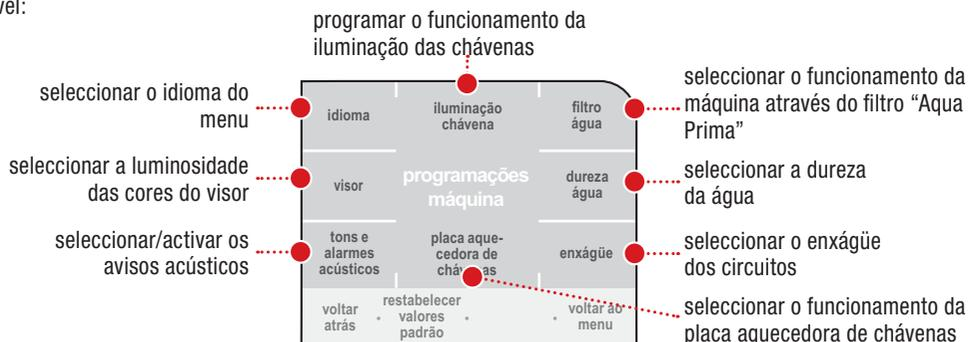 vel:
programar o funcionamento da
iluminação das chávenas
seleccionar o idioma do
menu
seleccionar a luminosidade
das cores do visor
seleccionar/activar os
avisos acústicos
idioma
iluminação
chávena
filtro
água
visor
programações
máquina
dureza
água
tons e
alarmes
acústicos
placa aque-
cedora de
chávenas
enxágüe
voltar
atrás
restabelecer
valores
padrão
voltar ao
menu
seleccionar o funcionamento da
máquina através do filtro “Aqua
Prima”
seleccionar a dureza
da água
seleccionar o enxágüe
dos circuitos
seleccionar o funcionamento da
placa aquecedora de chávenas